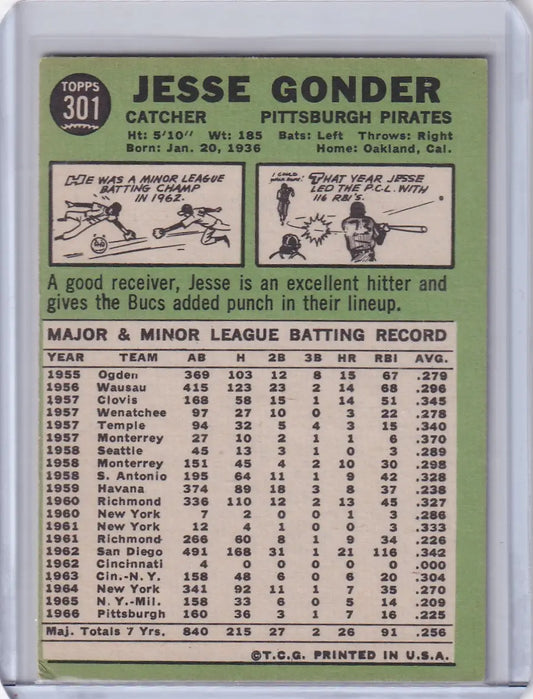 TOPPS
301
JESSE GONDER
CATCHER PITTSBURGH PIRATES
Ht: 5'10" Wt: 185 Bats: Left Throws: Right
Born: Jan. 20, 1936 Home: Oakland, Cal.
HE WAS A MINOR LEAGUE
BATTING CHAMP
IN 1962.
I COULD
THAT YEAR JESSE
LED THE P.C.L. WITH
116 RBI'S.
A good receiver, Jesse is an excellent hitter and
gives the Bucs added punch in their lineup.
MAJOR & MINOR LEAGUE BATTING RECORD
YEAR TEAM AB H 2B 3B HR RBI AVG.
1955 Ogden 369 103 12 8 15 67 .279
1956 Wausau 415 123 23 2 14 68 .296
1957 Clovis 168 58 15 1 14 51 .345
1957 Wenatchee 97 27 10 0 3 22 .278
1957 Temple 94 32 5 4 3 15 .340
1957 Monterrey 27 10 2 1 1 6 .370
1958 Seattle 45 13 3 1 0 3 .289
1958 Monterrey 151 45 4 2 10 30 .298
1958 S. Antonio 195 64 11 1 9 42 .328
1959 Havana 374 89 18 3 8 37 .238
1960 Richmond 336 110 12 2 13 45 .327
1960 New York 7 2 0 0 1 3 .286
1961 New York 12 4 1 0 0 3 .333
1961 Richmond 266 60 8 1 9 34 .226
1962 San Diego 491 168 31 1 21 116 .342
1962 Cincinnati 4 0 0 0 0 0 .000
1963 Cin.-N.Y. 158 48 6 0 6 20 .304
1964 New York 341 92 11 1 7 35 .270
1965 N.Y.-Mil. 158 33 6 0 5 14 .209
1966 Pittsburgh 160 36 3 1 7 16 .225
Maj. Totals 7 Yrs. 840 215 27 2 26 91 .256
©T.C.G. PRINTED IN U.S.A.